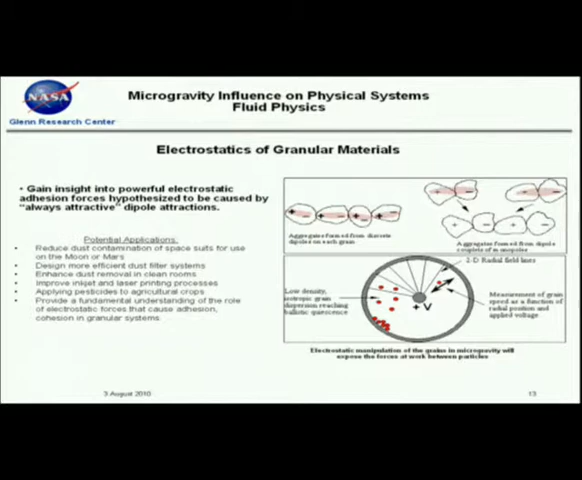 NASA
Glenn Research Center
Microgravity Influence on Physical Systems
Fluid Physics
Electrostatics of Granular Materials
• Gain insight into powerful electrostatic
adhesion forces hypothesized to be caused by
"always attractive" dipole attractions.
Potential Applications:
• Reduce dust contamination of space suits for use
on the Moon or Mars
• Design more efficient dust filter systems
• Enhance dust removal in clean rooms
• Improve inkjet and laser printing processes
• Applying pesticides to agricultural crops
• Provide a fundamental understanding of the role
of electrostatic forces that cause adhesion,
cohesion in granular systems.
Aggregates formed from discrete
dipoles on each grain
Aggregates formed from dipole
couplets of monopoles
2-D Radial field lines
Low density,
isotropic grain
dispersion reaching
ballistic quiescence
+V
Measurement of grain
speed as a function of
radial position and
applied voltage
Electrostatic manipulation of the grains in microgravity will
expose the forces at work between particles
3 August 2010
13